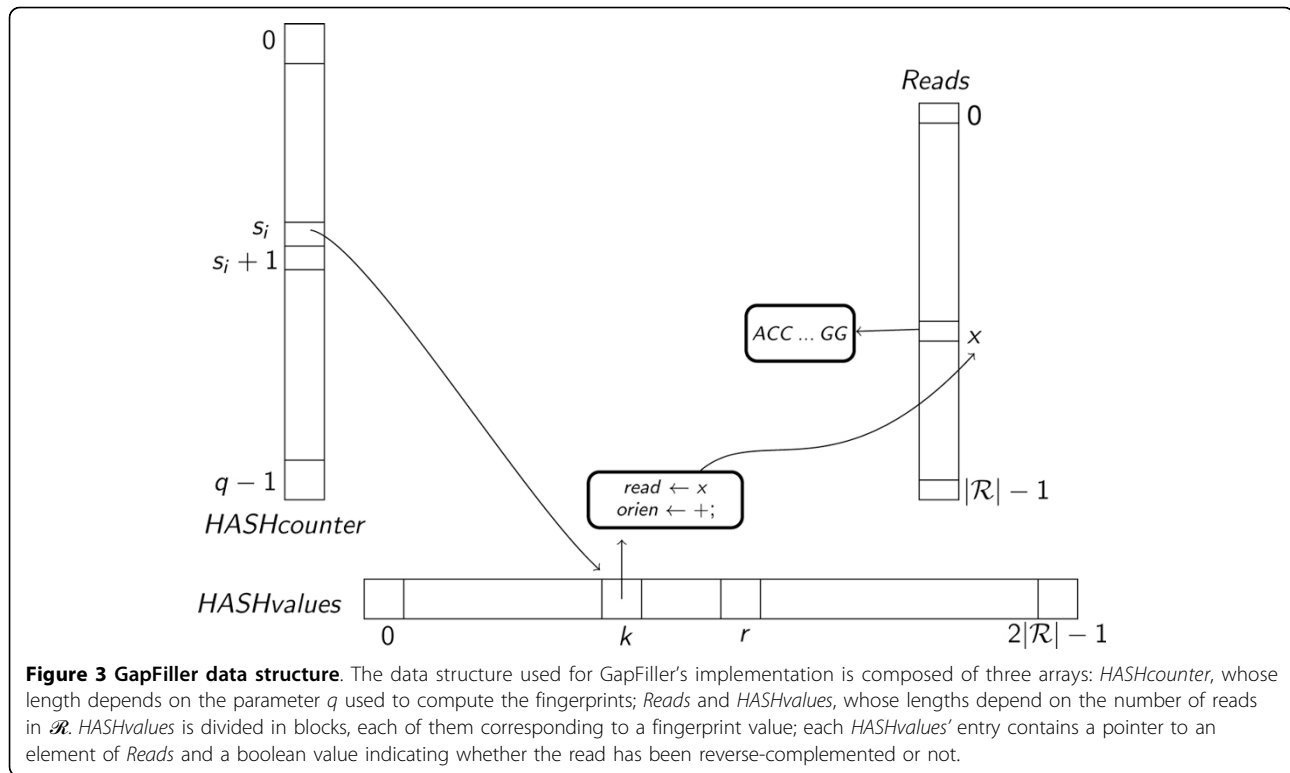 0
Reads
0
s_i
s_i + 1
ACC ... GG
x
q − 1
read ← x
orien ← +;
|ℛ| − 1
HASHcounter
HASHvalues
0
k
r
2|ℛ| − 1
Figure 3 GapFiller data structure. The data structure used for GapFiller's implementation is composed of three arrays: HASHcounter, whose
length depends on the parameter q used to compute the fingerprints; Reads and HASHvalues, whose lengths depend on the number of reads
in ℛ. HASHvalues is divided in blocks, each of them corresponding to a fingerprint value; each HASHvalues' entry contains a pointer to an
element of Reads and a boolean value indicating whether the read has been reverse-complemented or not.